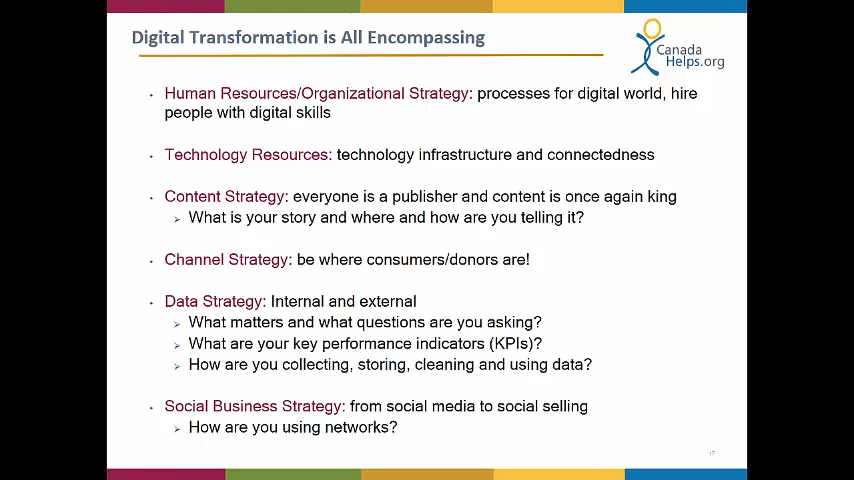 Digital Transformation is All Encompassing
Canada
Helps.org
Human Resources/Organizational Strategy: processes for digital world, hire
people with digital skills
Technology Resources: technology infrastructure and connectedness
Content Strategy: everyone is a publisher and content is once again king
What is your story and where and how are you telling it?
Channel Strategy: be where consumers/donors are!
Data Strategy: Internal and external
What matters and what questions are you asking?
What are your key performance indicators (KPIs)?
How are you collecting, storing, cleaning and using data?
Social Business Strategy: from social media to social selling
How are you using networks?